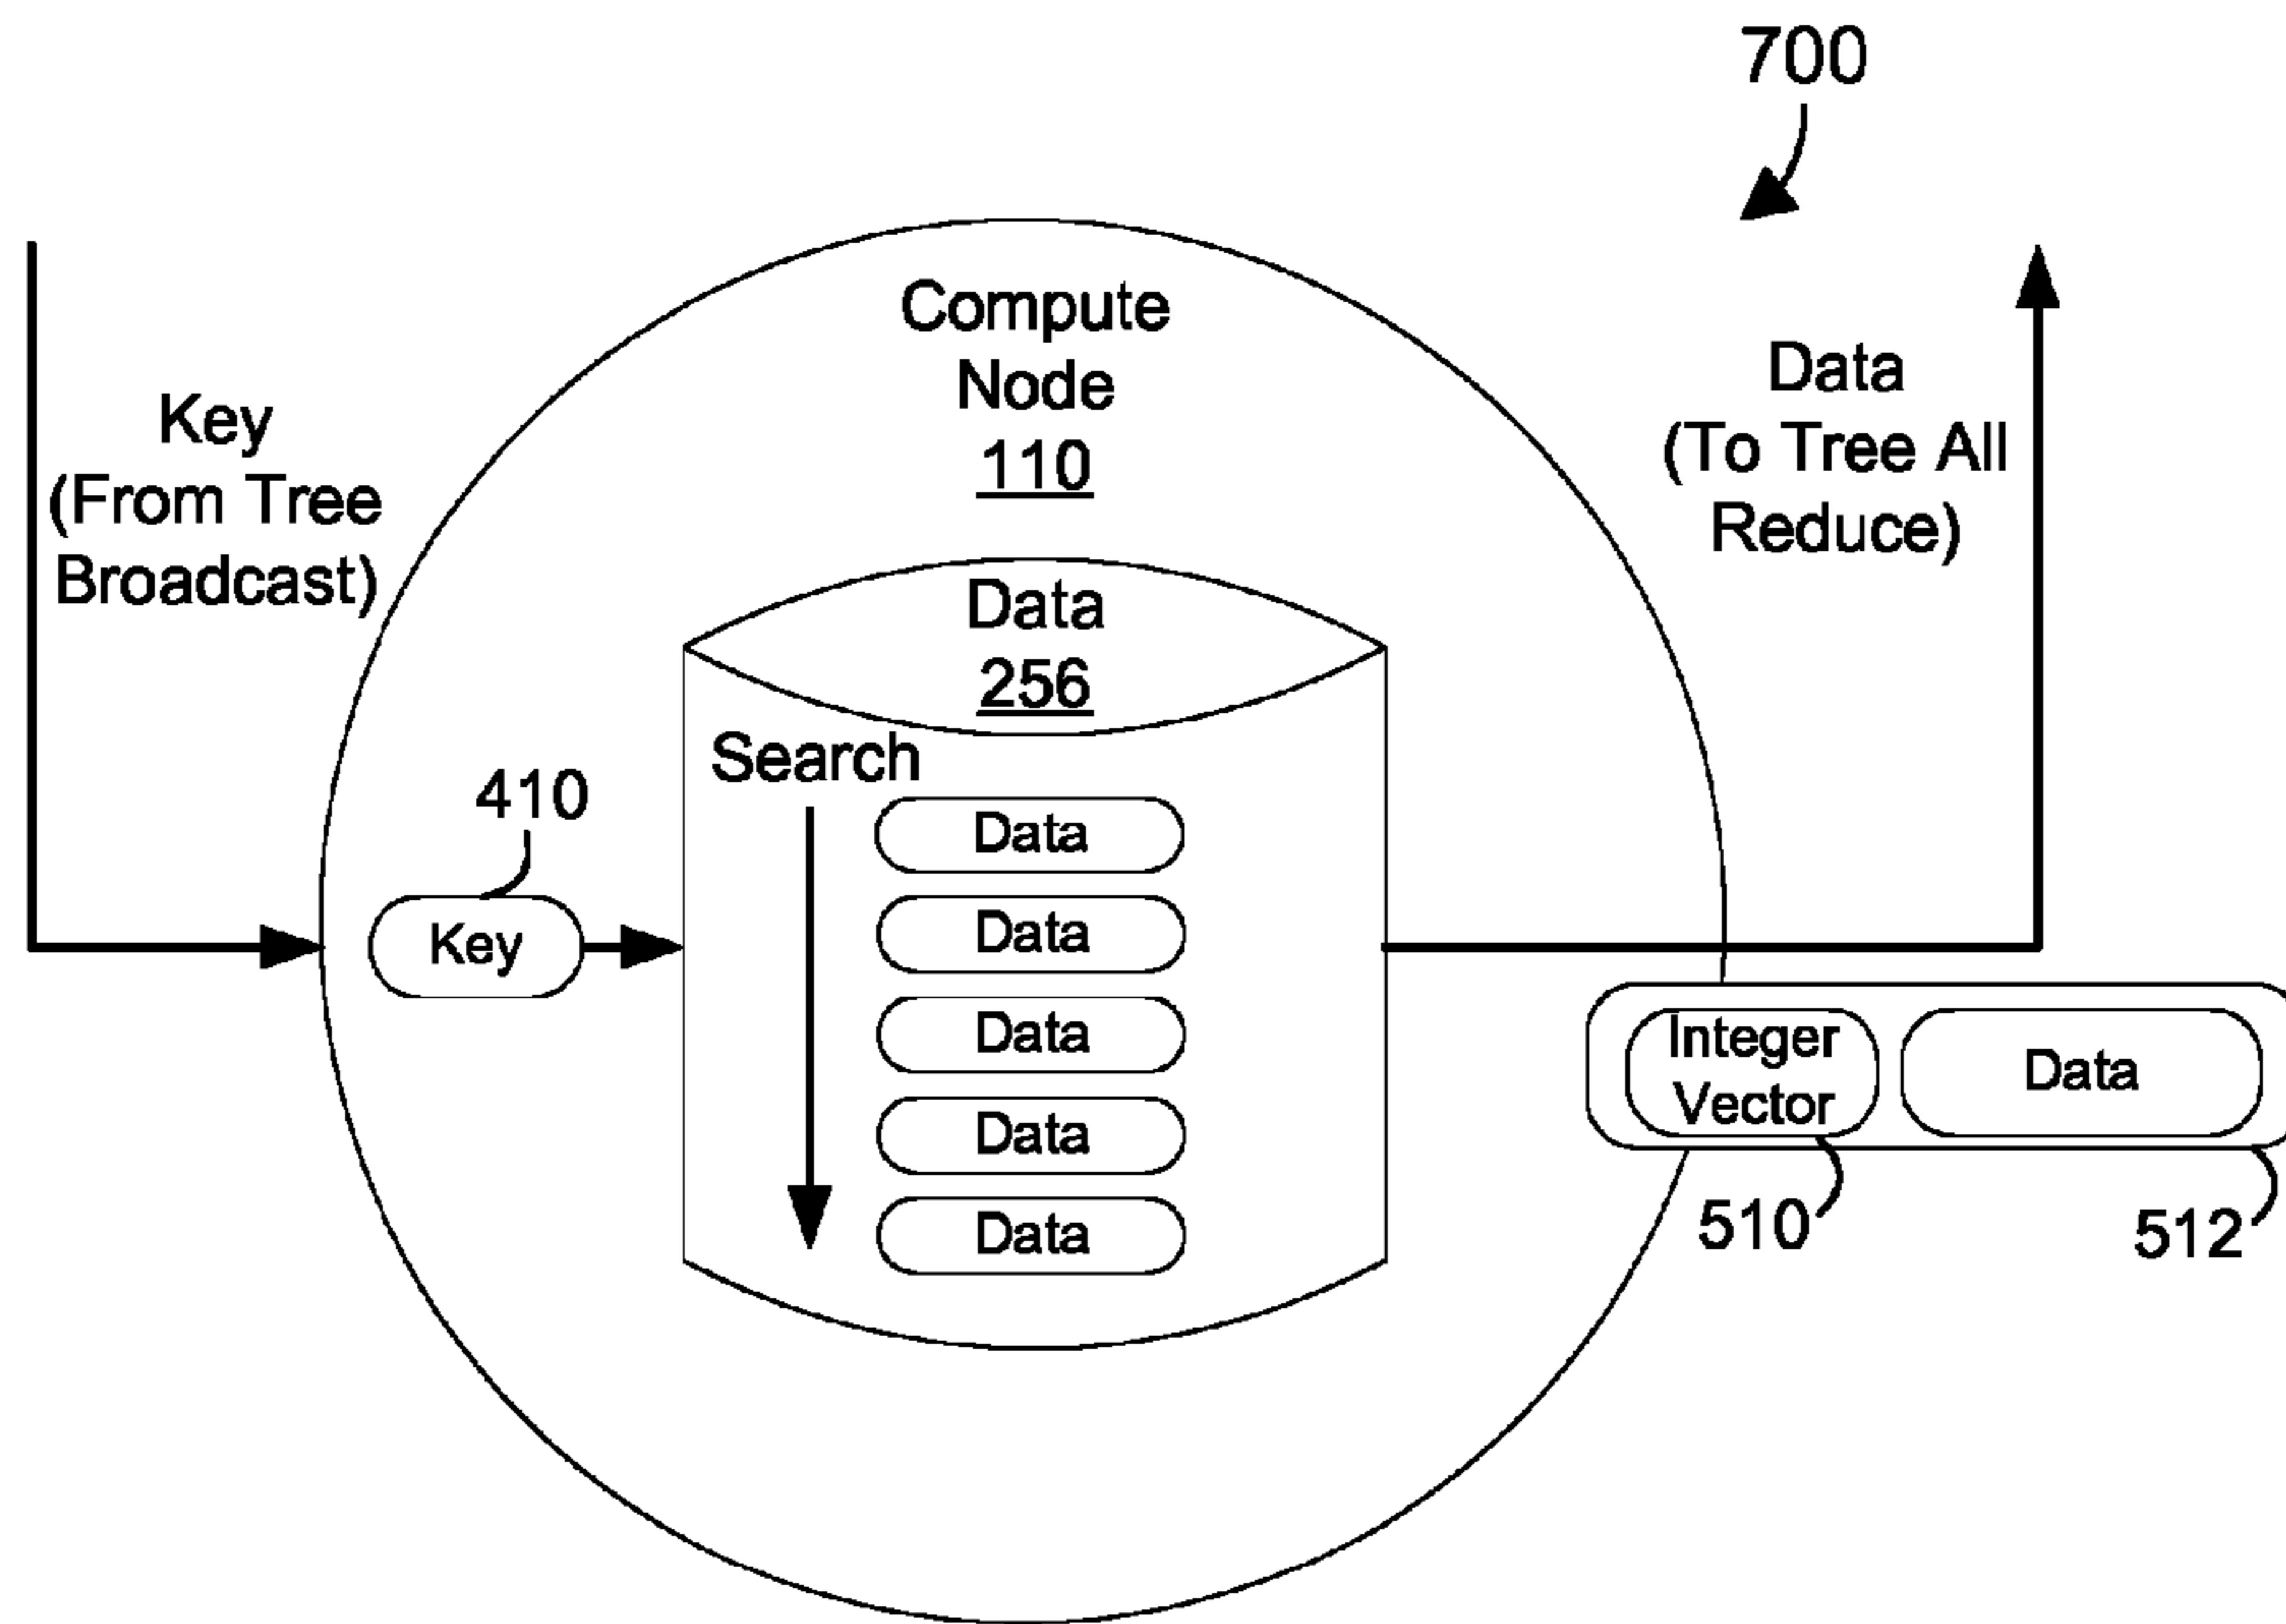 700
Compute
Node
110
Key
(From Tree
Broadcast)
Data
(To Tree All
Reduce)
Data
256
Search
410
Key
Data
Data
Data
Data
Data
Integer
Vector
Data
510
512